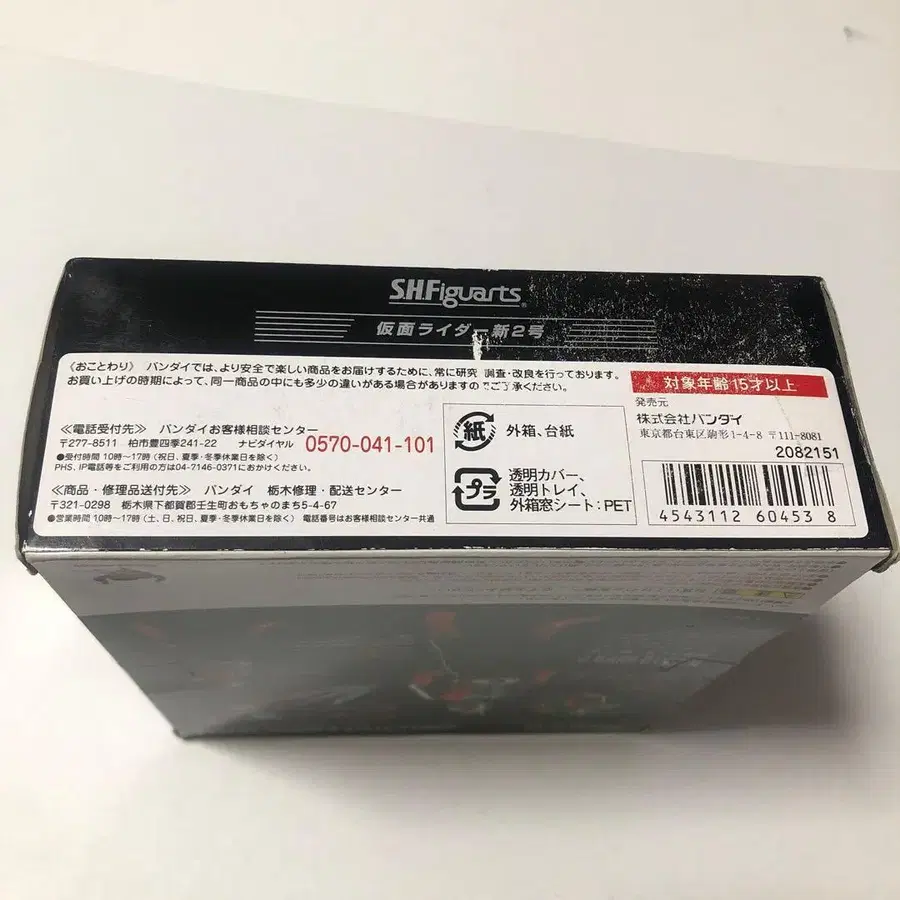 S.H.Figuarts
仮面ライダー新2号
《おことわり》 バンダイでは、より安全で楽しい商品をお届けするために、常に研究 調査・改良を行っております。
お買い上げの時期によって、同一商品の中にも多少の違いがある場合がありますのでご了承ください。
≪電話受付先≫ バンダイお客様相談センター
〒277-8511 柏市豊四季241-22 ナビダイヤル 0570-041-101
●受付時間 10時〜17時(祝日、夏季・冬季休業日を除く)
PHS、IP電話等をご利用の方は04-7146-0371におかけください。
≪商品・修理品送付先≫ バンダイ 栃木修理・配送センター
〒321-0298 栃木県下都賀郡壬生町おもちゃのまち5-4-67
●営業時間 10時〜17時(土、日、祝日、夏季・冬季休業日を除く) 電話番号はお客様相談センター共通
紙
外箱、台紙
プラ
透明カバー、
透明トレイ、
外箱窓シート:PET
対象年齢15才以上
発売元
株式会社バンダイ
東京都台東区駒形1-4-8 〒111-8081
2082151
4543112 604538